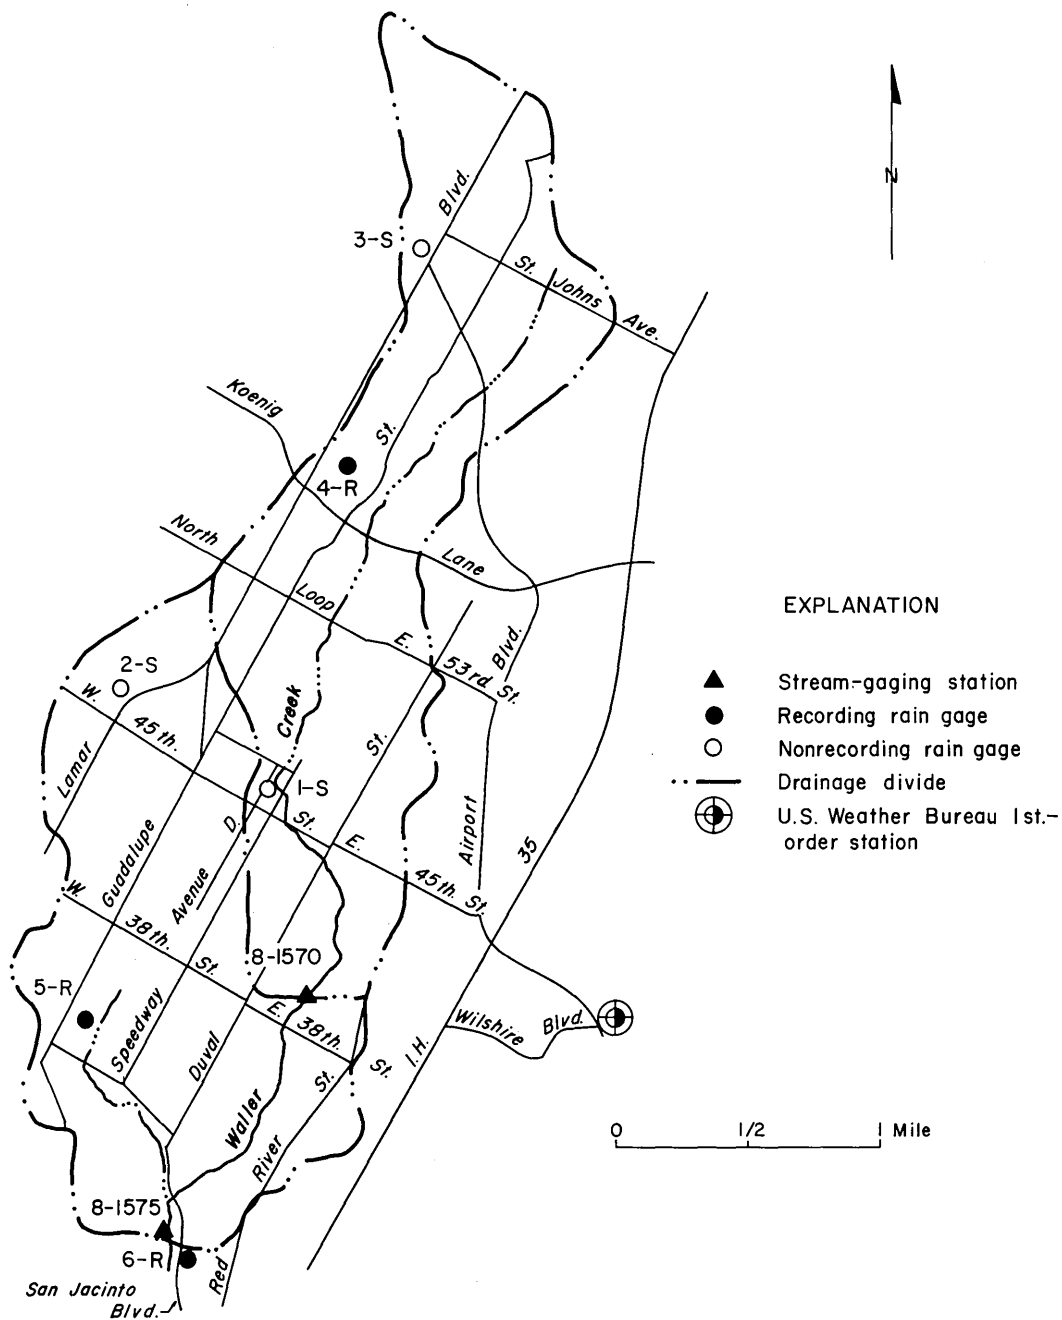 Blvd.
N
3-S
St. Johns Ave.
Koenig
St.
4-R
North
Lane
Loop
EXPLANATION
E.
53rd St.
Blvd.
2-S
W.
45th.
Creek
Stream-gaging station
Recording rain gage
Nonrecording rain gage
Drainage divide
U.S. Weather Bureau 1st.-
order station
Lamar
St.
1-S
D.
St.
E.
45th. St.
Airport
35
Guadalupe
Avenue
W.
38th.
St.
8-1570
5-R
E.
38th.
St.
Speedway
Duval
I.H.
Wilshire Blvd.
Waller
St.
River
0 1/2 1 Mile
8-1575
6-R
Red
San Jacinto
Blvd.